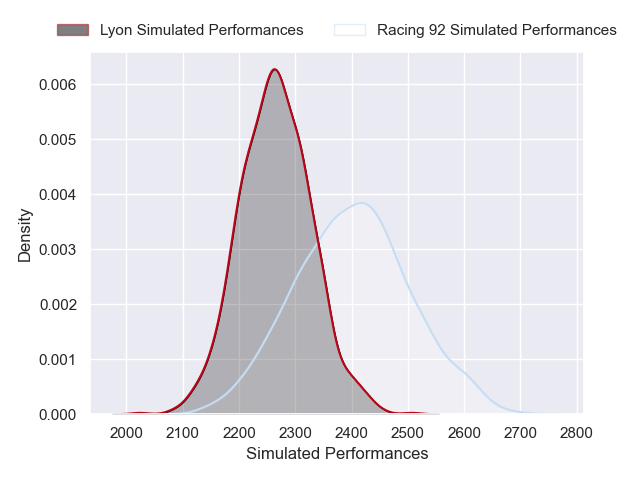 Lyon Simulated Performances Racing 92 Simulated Performances
0.006
0.005
0.004
0.003
0.002
0.001
0.000
Density
2000 2100 2200 2300 2400 2500 2600 2700 2800
Simulated Performances